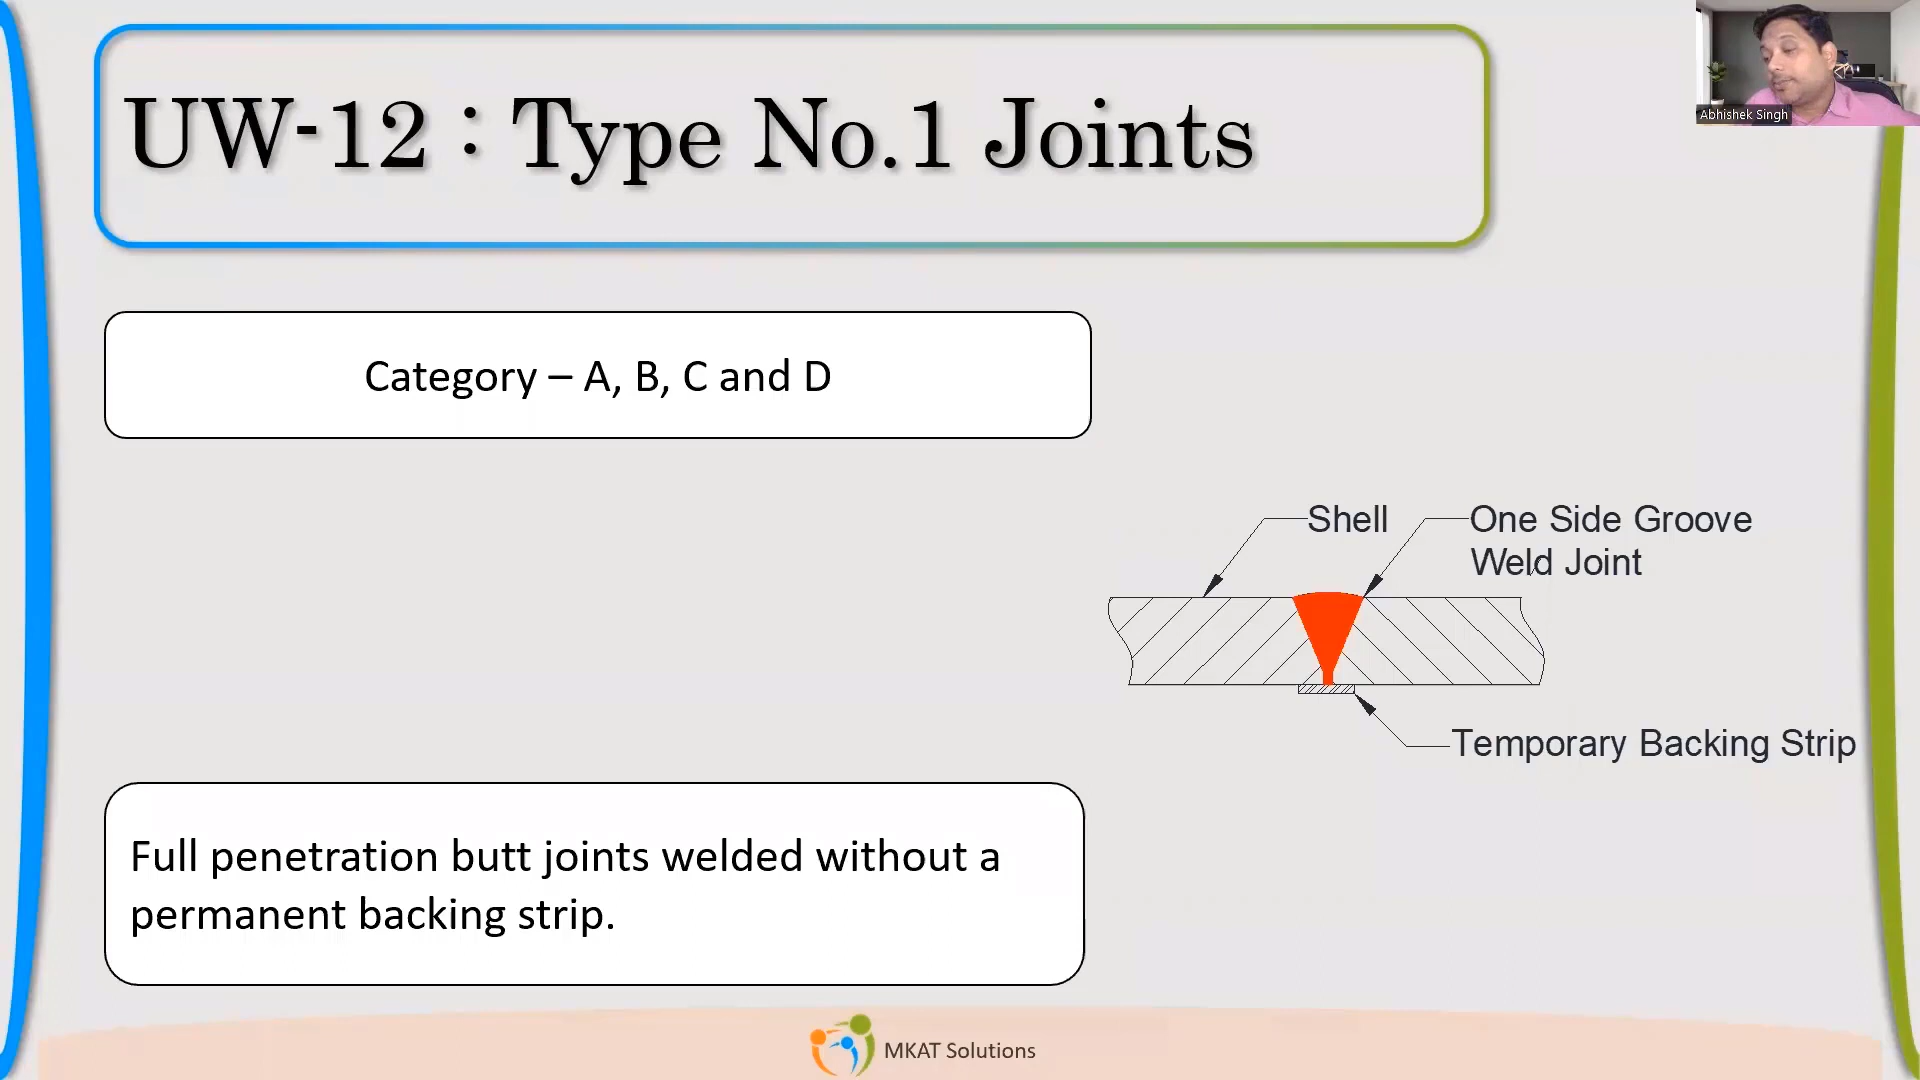 UW-12 : Type No.1 Joints
Abhishek Singh
Category – A, B, C and D
Shell
One Side Groove
Weld Joint
Temporary Backing Strip
Full penetration butt joints welded without a
permanent backing strip.
MKAT Solutions